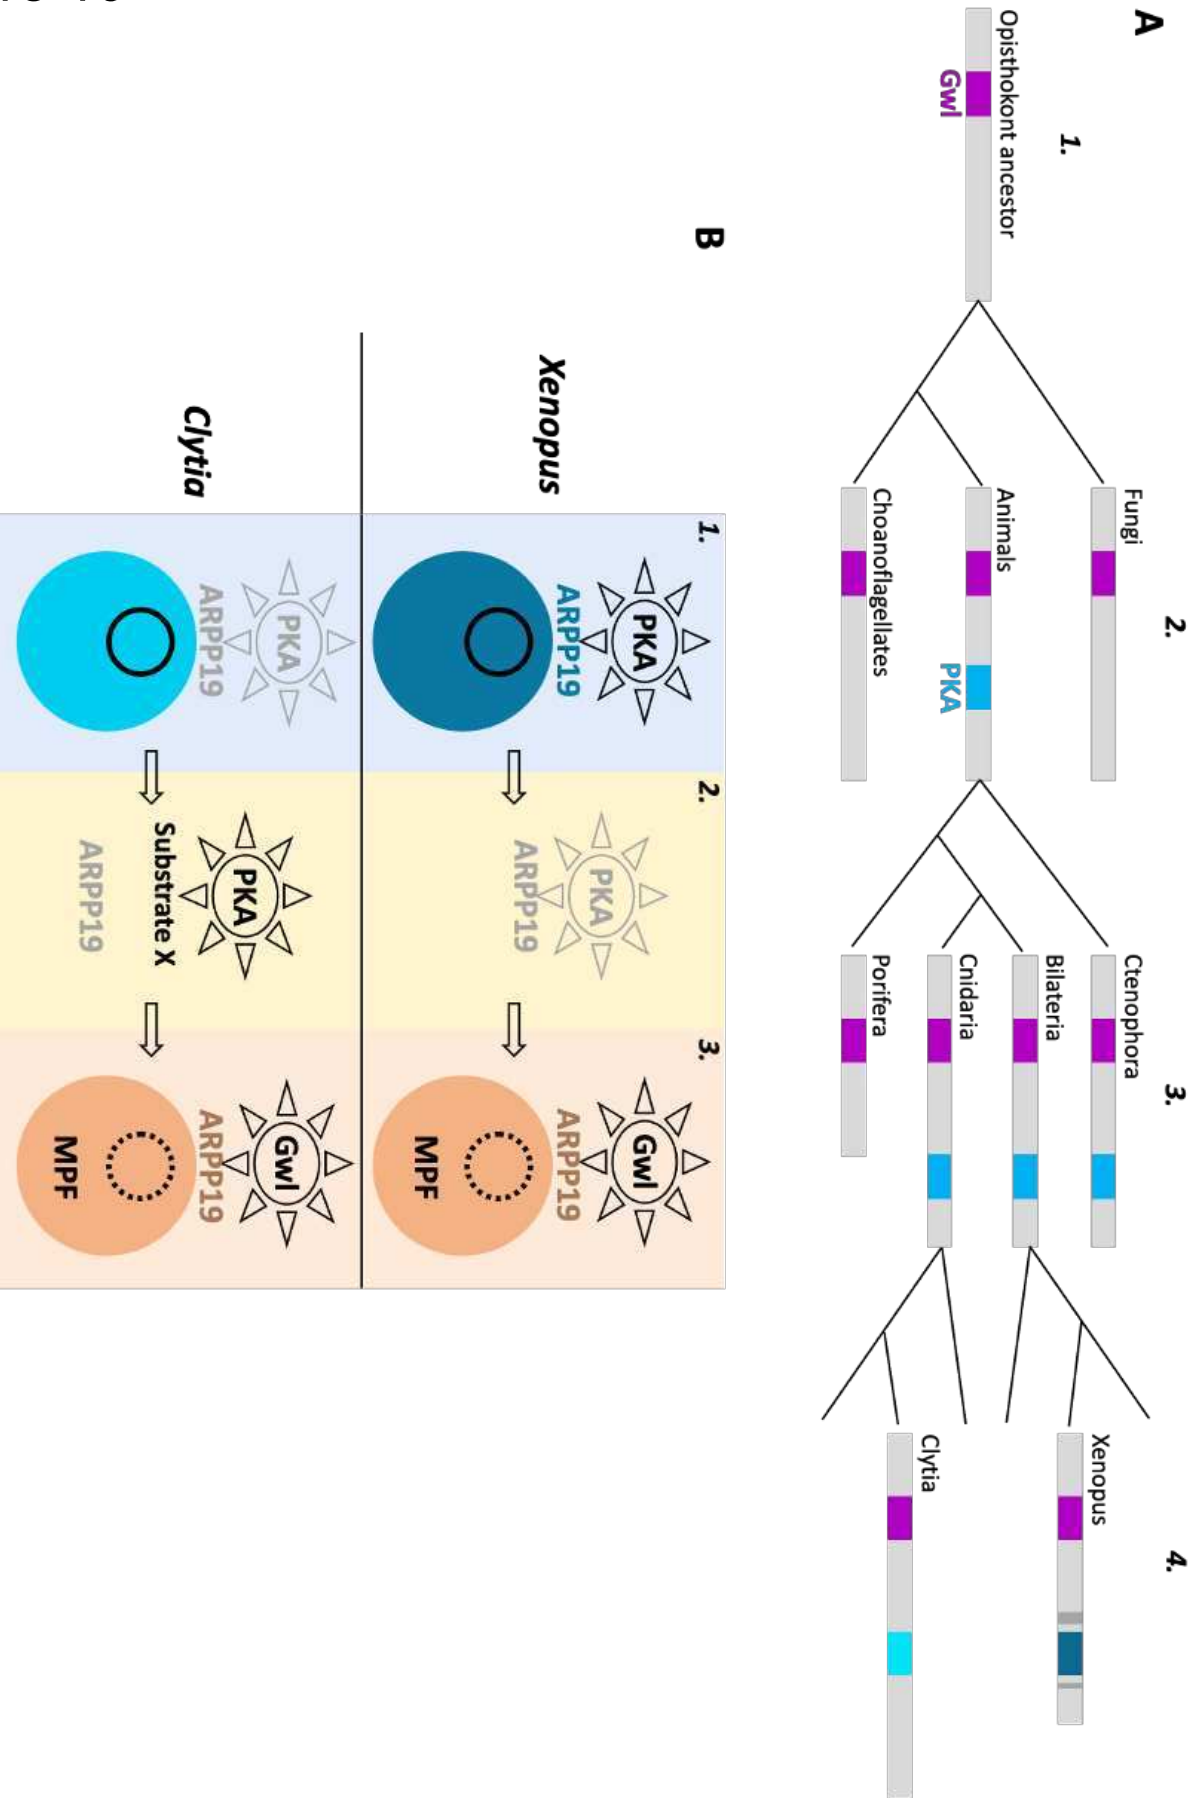 A
1.
2.
3.
4.
Opisthokont ancestor
Gwl
Fungi
Animals
PKA
Choanoflagellates
Ctenophora
Bilateria
Cnidaria
Porifera
Xenopus
Clytia
B
1.
2.
3.
Xenopus
PKA
ARPP19
PKA
ARPP19
Gwl
ARPP19
MPF
Clytia
PKA
ARPP19
PKA
Substrate X
ARPP19
Gwl
ARPP19
MPF